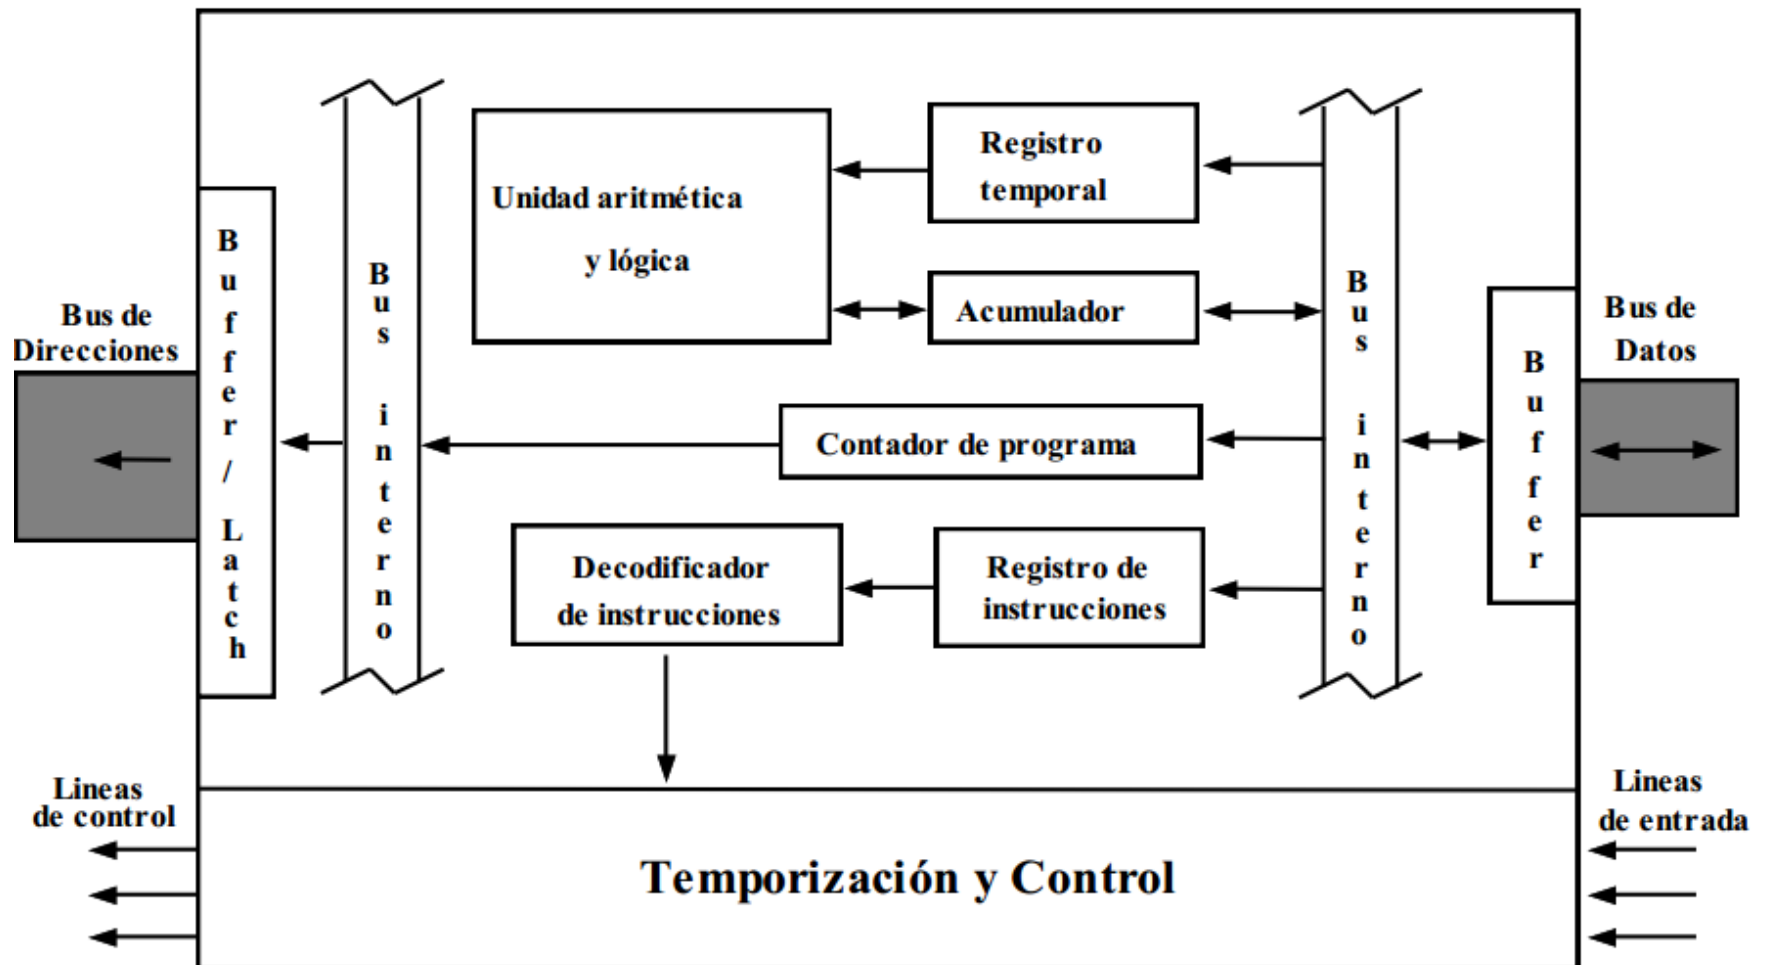 Registro
temporal
Unidad aritmética
y lógica
Acumulador
Contador de programa
Decodificador
de instrucciones
Registro de
instrucciones
Bus de
Direcciones
Buffer/Latch
Bus interno
Bus interno
Buffer
Bus de
Datos
Lineas
de control
Temporización y Control
Lineas
de entrada